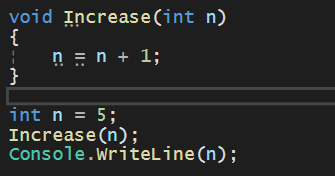 void Increase(int n)
{
    n = n + 1;
}
int n = 5;
Increase(n);
Console.WriteLine(n);